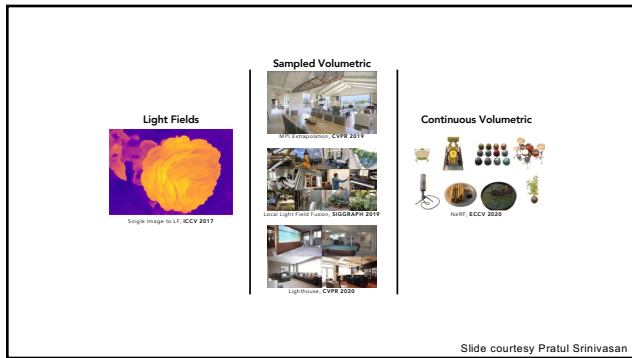 Light Fields
Single Image to LF, ICCV 2017
Sampled Volumetric
MPI Extrapolation, CVPR 2019
Local Light Field Fusion, SIGGRAPH 2019
Lighthouse, CVPR 2020
Continuous Volumetric
NeRF, ECCV 2020
Slide courtesy Pratul Srinivasan